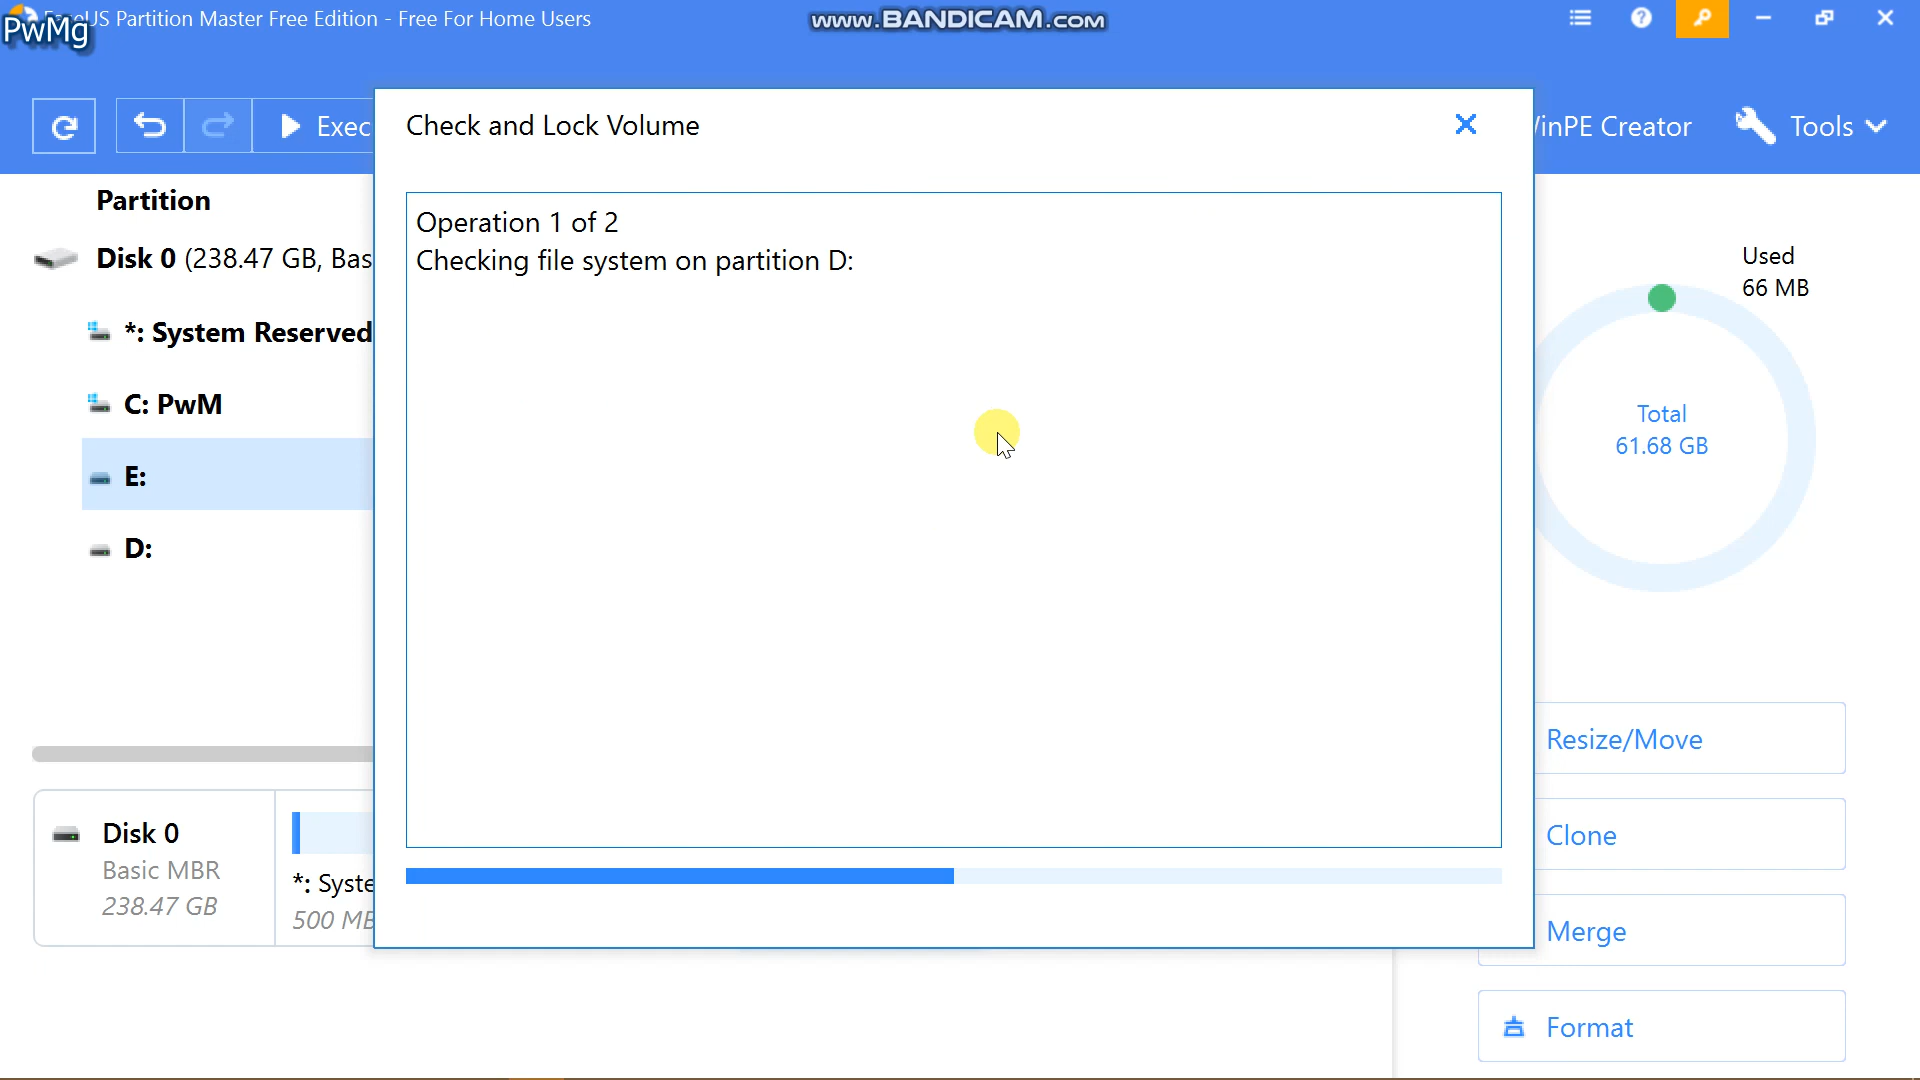 PwMg
US Partition Master Free Edition - Free For Home Users
www.BANDICAM.com
Exec
Check and Lock Volume
inPE Creator
Tools
Partition
Operation 1 of 2
Checking file system on partition D:
Disk 0 (238.47 GB, Bas
*: System Reserved
C: PwM
E:
D:
Used
66 MB
Total
61.68 GB
Resize/Move
Clone
Merge
Format
Disk 0
Basic MBR
238.47 GB
*: Syste
500 MB